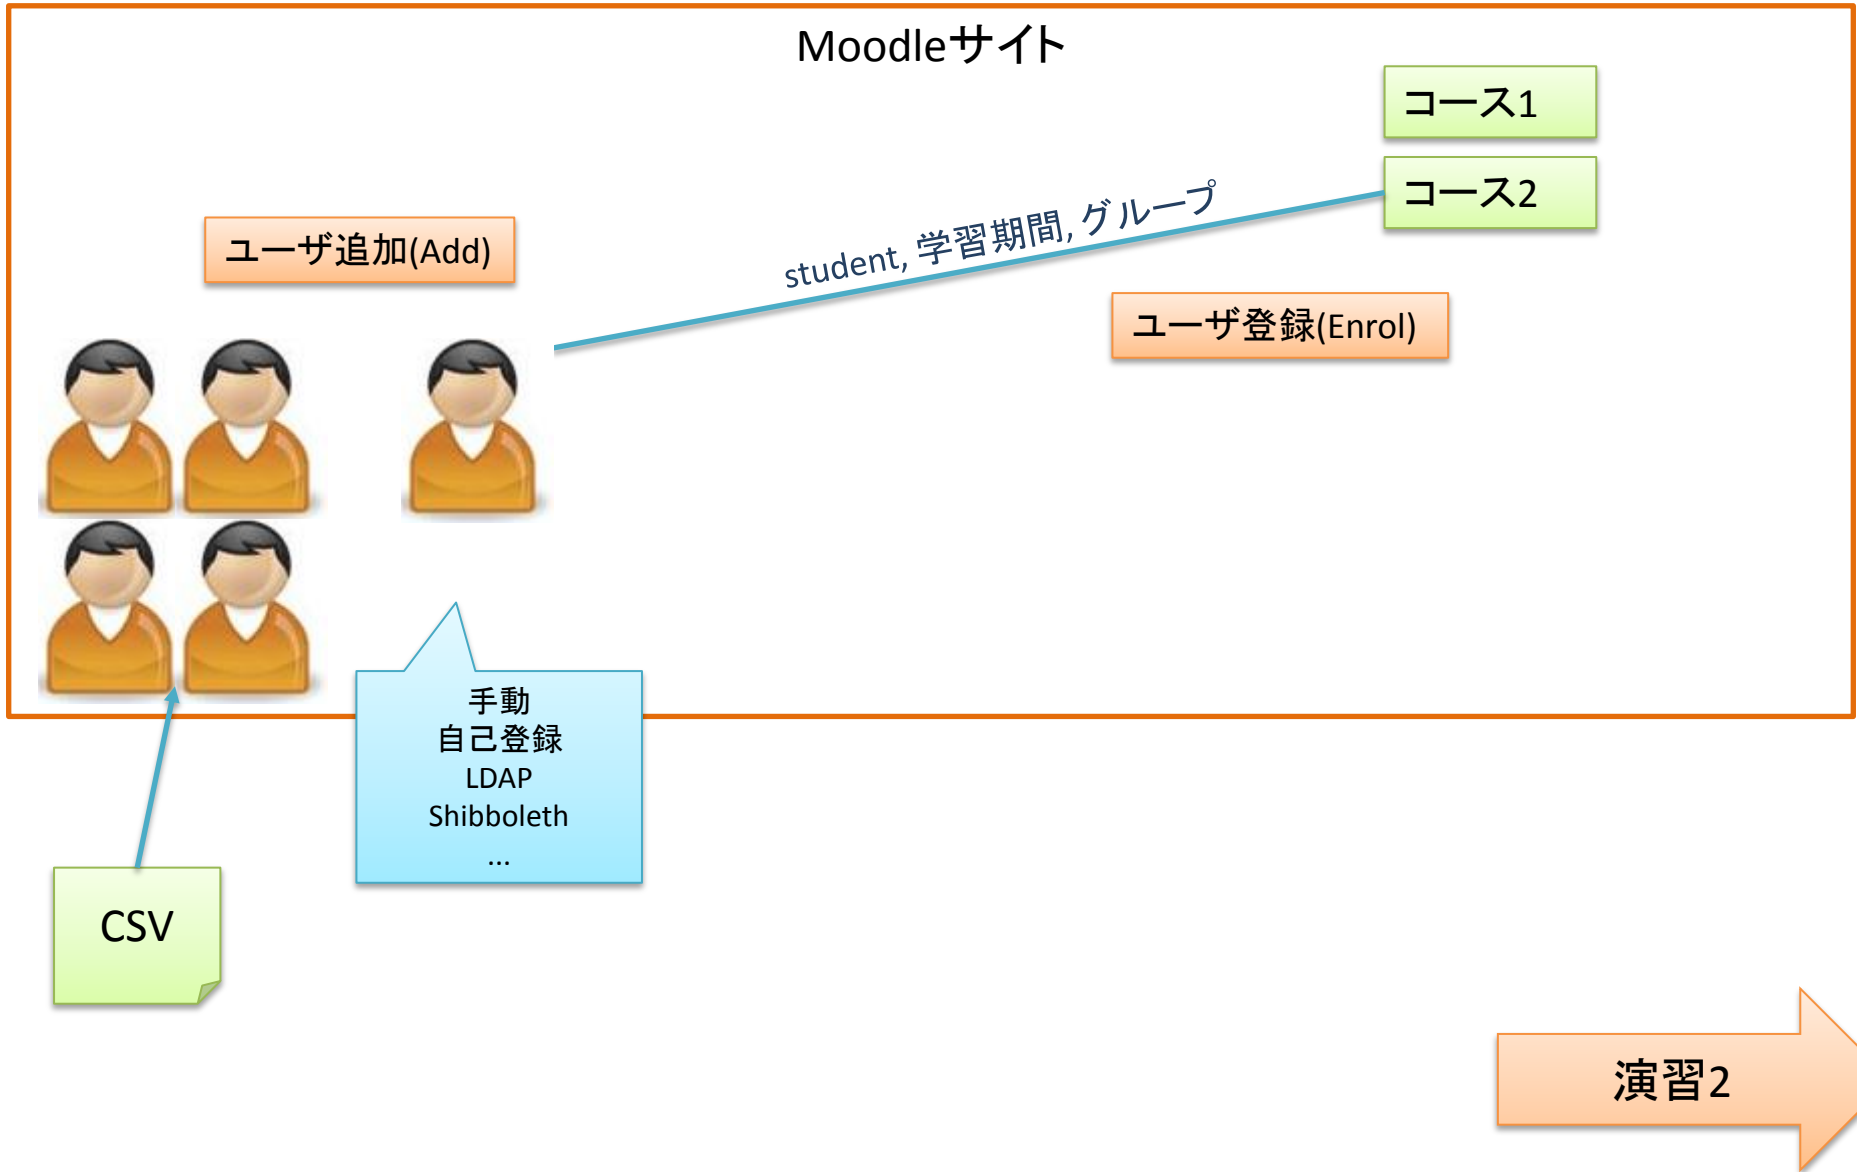 Moodleサイト
コース1
コース2
student, 学習期間, グループ
ユーザ追加(Add)
ユーザ登録(Enrol)
手動
自己登録
LDAP
Shibboleth
...
CSV
演習2